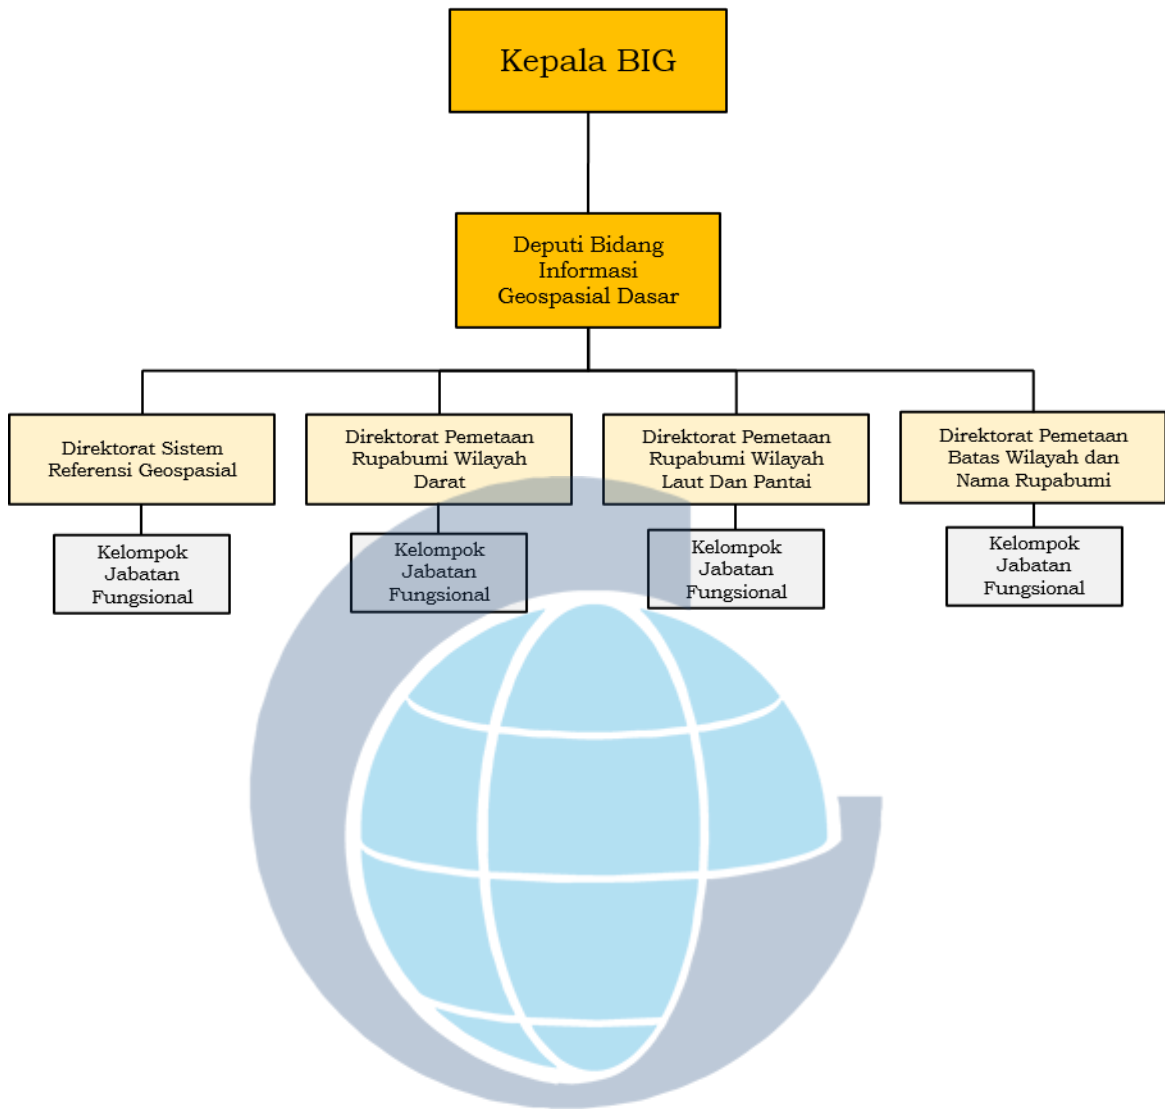 Kepala BIG
Deputi Bidang
Informasi
Geospasial Dasar
Direktorat Sistem
Referensi Geospasial
Direktorat Pemetaan
Rupabumi Wilayah
Darat
Direktorat Pemetaan
Rupabumi Wilayah
Laut Dan Pantai
Direktorat Pemetaan
Batas Wilayah dan
Nama Rupabumi
Kelompok
Jabatan
Fungsional
Kelompok
Jabatan
Fungsional
Kelompok
Jabatan
Fungsional
Kelompok
Jabatan
Fungsional